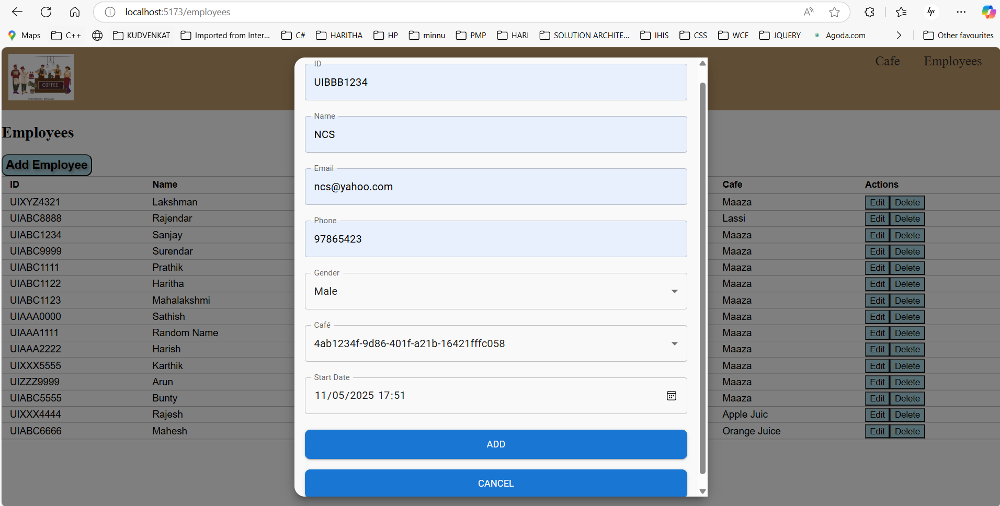 localhost:5173/employees
Maps C++ KUDVENKAT Imported from Inter... C# HARITHA HP minnu PMP HARI SOLUTION ARCHITE... IHIS CSS WCF JQUERY Agoda.com Other favourites
COFFEE
Cafe Employees
Employees
Add Employee
ID Name Cafe Actions
UIXYZ4321 Lakshman Maaza Edit Delete
UIABC8888 Rajendar Lassi Edit Delete
UIABC1234 Sanjay Maaza Edit Delete
UIABC9999 Surendar Maaza Edit Delete
UIABC1111 Prathik Maaza Edit Delete
UIABC1122 Haritha Maaza Edit Delete
UIABC1123 Mahalakshmi Maaza Edit Delete
UIAAA0000 Sathish Maaza Edit Delete
UIAAA1111 Random Name Maaza Edit Delete
UIAAA2222 Harish Maaza Edit Delete
UIXXX5555 Karthik Maaza Edit Delete
UIZZZ9999 Arun Maaza Edit Delete
UIABC5555 Bunty Maaza Edit Delete
UIXXX4444 Rajesh Apple Juic Edit Delete
UIABC6666 Mahesh Orange Juice Edit Delete
ID
UIBBB1234
Name
NCS
Email
ncs@yahoo.com
Phone
97865423
Gender
Male
Café
4ab1234f-9d86-401f-a21b-16421fffc058
Start Date
11/05/2025 17:51
ADD
CANCEL